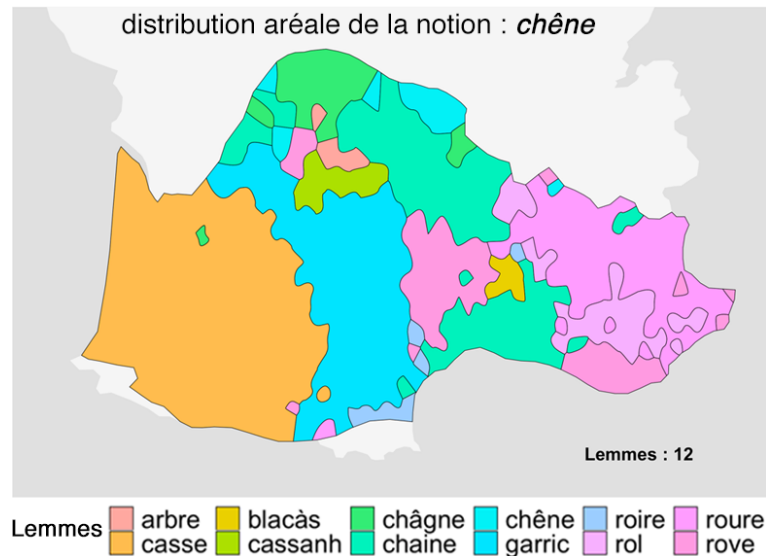 distribution aréale de la notion : chêne
Lemmes : 12
Lemmes arbre blacàs châgne chêne roire roure
casse cassanh chaine garric rol rove